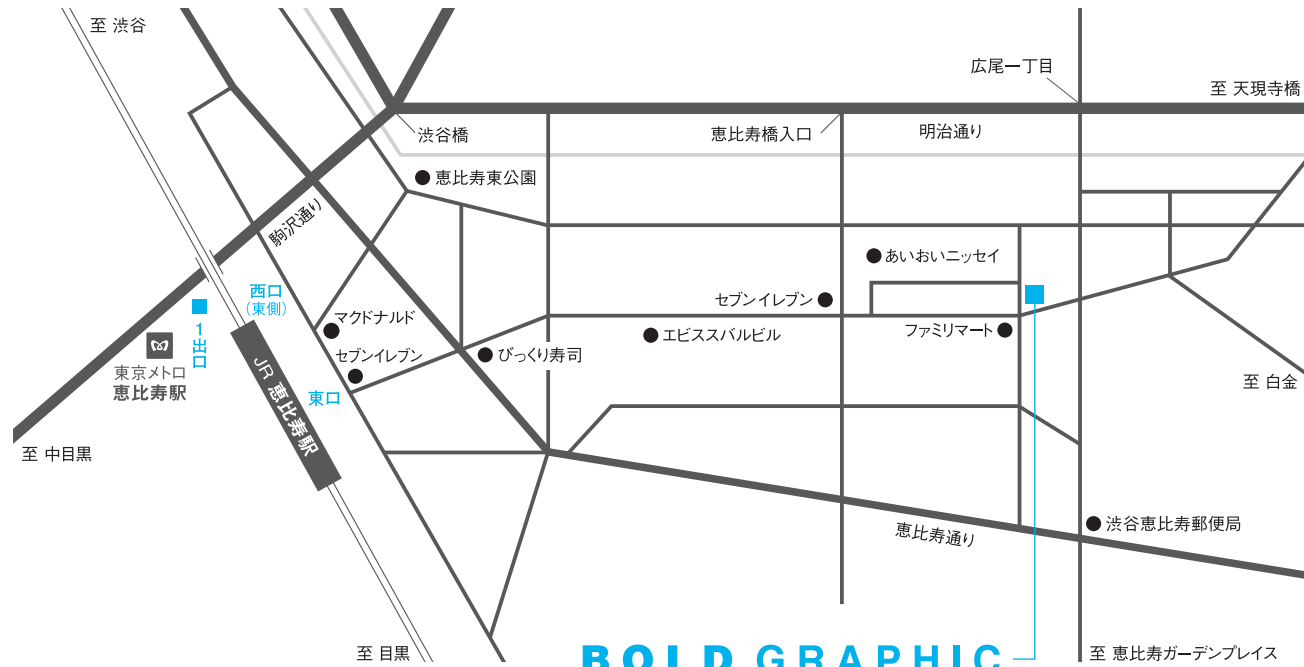 至 渋谷
広尾一丁目
至 天現寺橋
渋谷橋
恵比寿橋入口
明治通り
恵比寿東公園
駒沢通り
あいおいニッセイ
西口
（東側）
セブンイレブン
マクドナルド
ファミリマート
エビススバルビル
1出口
セブンイレブン
びっくり寿司
東京メトロ
恵比寿駅
JR 恵比寿駅
東口
至 白金
至 中目黒
渋谷恵比寿郵便局
恵比寿通り
至 目黒
BOLD GRAPHIC
至 恵比寿ガーデンプレイス